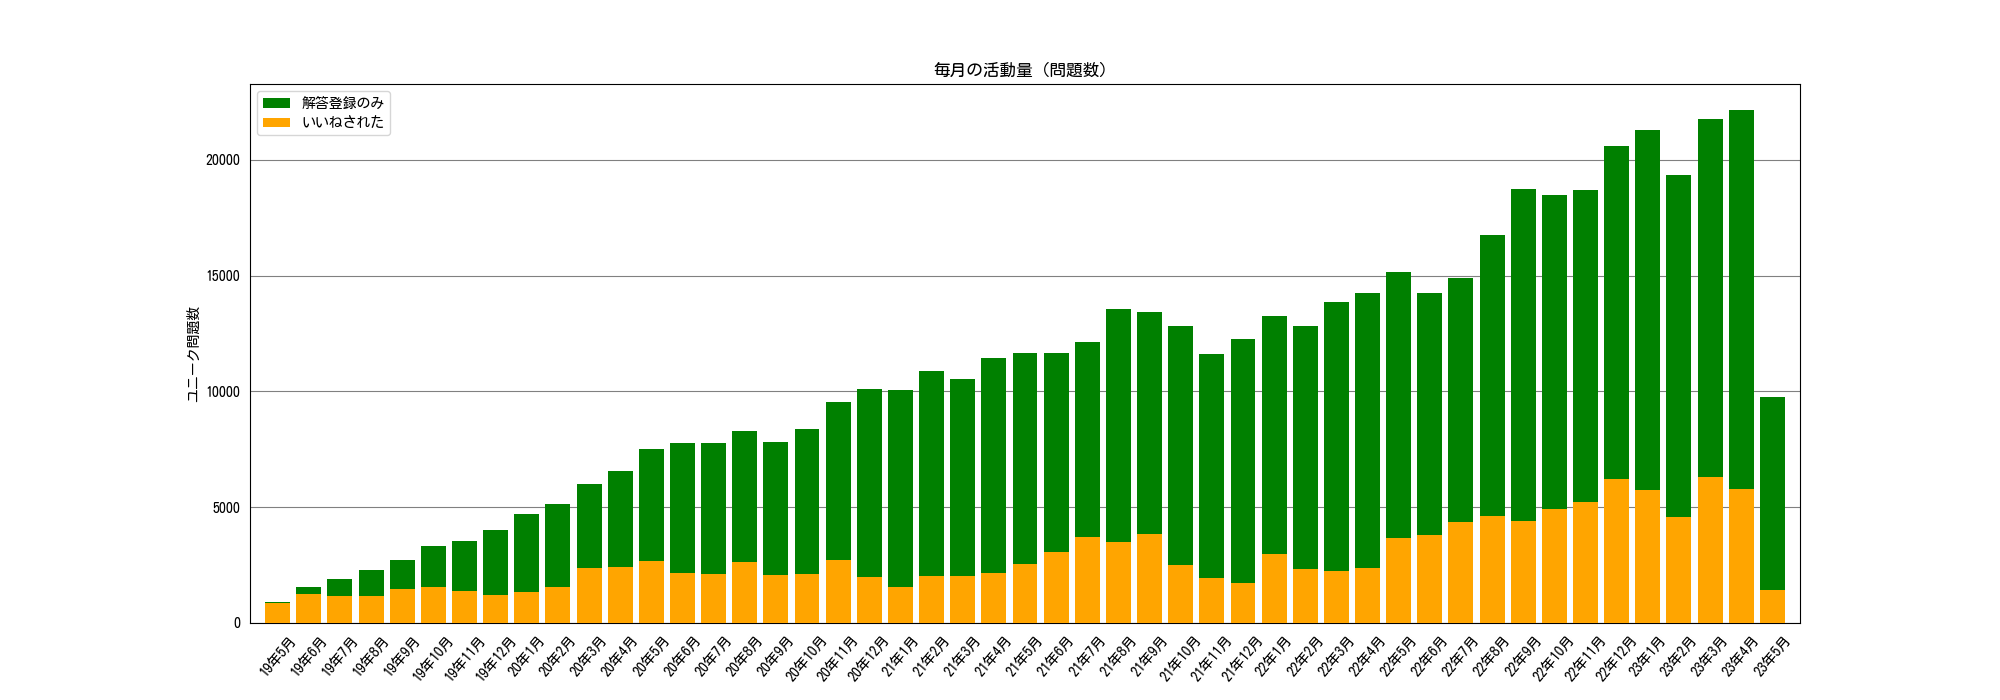 毎月の活動量（問題数）
解答登録のみ
いいねされた
ユニーク問題数
20000
15000
10000
5000
0
19年5月
19年6月
19年7月
19年8月
19年9月
19年10月
19年11月
19年12月
20年1月
20年2月
20年3月
20年4月
20年5月
20年6月
20年7月
20年8月
20年9月
20年10月
20年11月
20年12月
21年1月
21年2月
21年3月
21年4月
21年5月
21年6月
21年7月
21年8月
21年9月
21年10月
21年11月
21年12月
22年1月
22年2月
22年3月
22年4月
22年5月
22年6月
22年7月
22年8月
22年9月
22年10月
22年11月
22年12月
23年1月
23年2月
23年3月
23年4月
23年5月